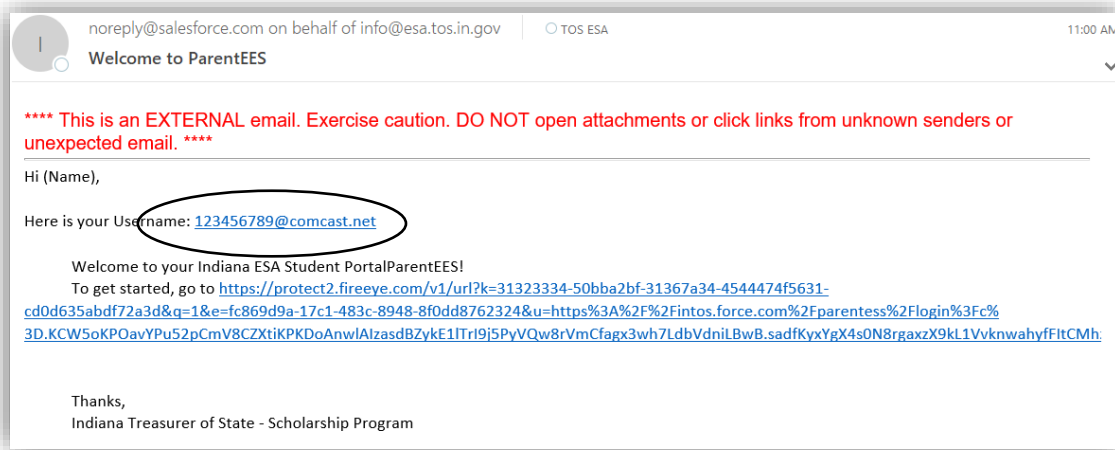 I
noreply@salesforce.com on behalf of info@esa.tos.in.gov TOS ESA 11:00 AM
Welcome to ParentEES
**** This is an EXTERNAL email. Exercise caution. DO NOT open attachments or click links from unknown senders or
unexpected email. ****
Hi (Name),
Here is your Username: 123456789@comcast.net
Welcome to your Indiana ESA Student PortalParentEES!
To get started, go to https://protect2.fireeye.com/v1/url?k=31323334-50bba2bf-31367a34-4544474f5631-
cd0d635abdf72a3d&q=1&e=fc869d9a-17c1-483c-8948-8f0dd8762324&u=https%3A%2F%2Fintos.force.com%2Fparentess%2Flogin%3Fc%
3D.KCW5oKPOavYPu52pCmV8CZXtiKPKDoAnwlAIzasdBZykE1lTrI9j5PyVQw8rVmCfagx3wh7LdbVdniLBwB.sadfKyxYgX4s0N8rgaxzX9kL1VvknwahyfFItCMh:
Thanks,
Indiana Treasurer of State - Scholarship Program